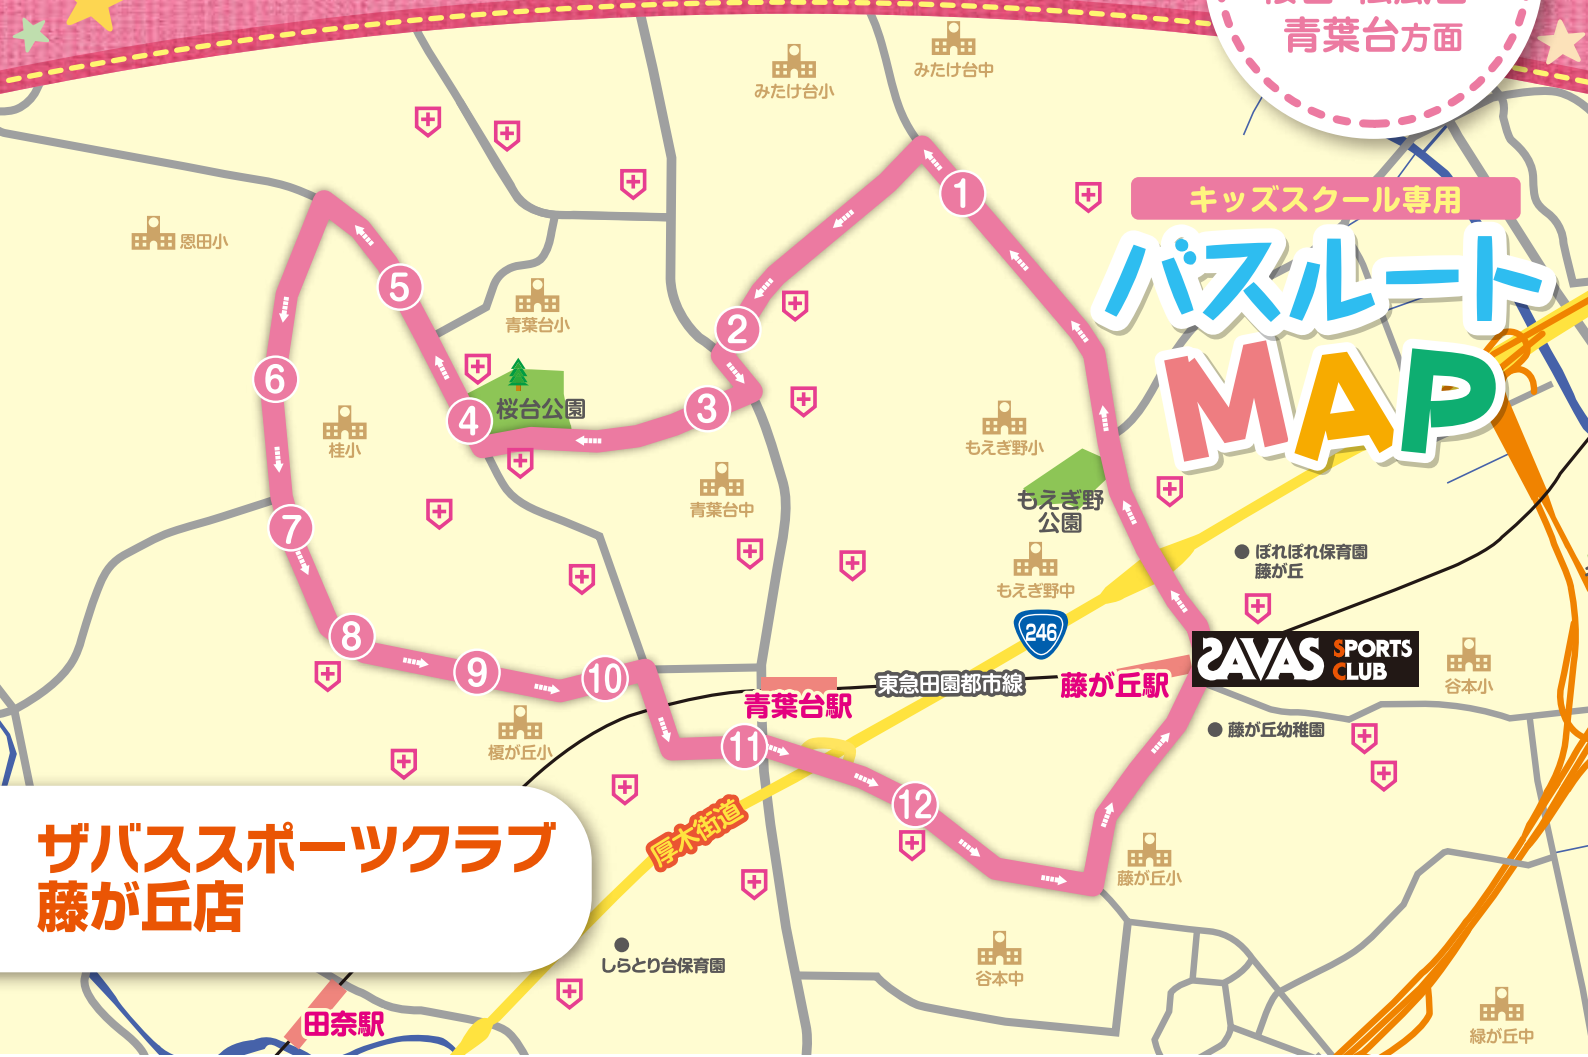 青葉台方面
キッズスクール専用
バスルート
MAP
みたけ台小
みたけ台中
恩田小
青葉台小
桜台公園
桂小
青葉台中
もえぎ野小
もえぎ野
公園
もえぎ野中
246
ぽれぽれ保育園
藤が丘
SAVAS SPORTS
CLUB
谷本小
東急田園都市線
藤が丘駅
青葉台駅
藤が丘幼稚園
榎が丘小
厚木街道
ザバススポーツクラブ
藤が丘店
藤が丘小
しらとり台保育園
谷本中
田奈駅
緑が丘中
1
2
3
4
5
6
7
8
9
10
11
12